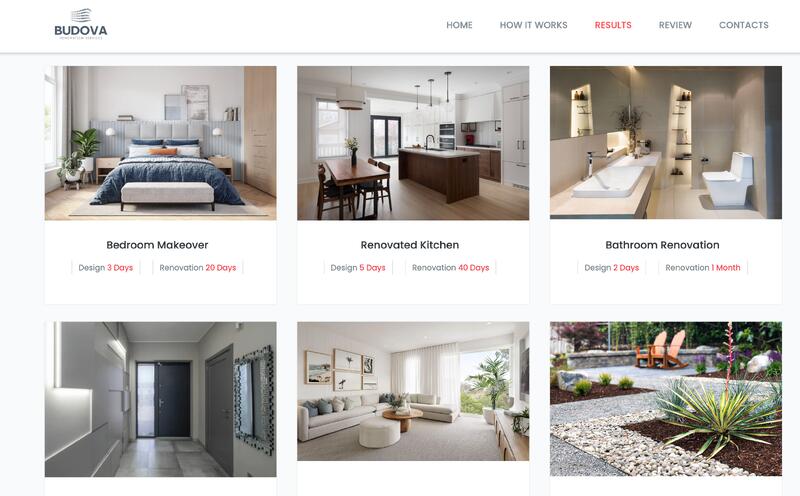 BUDOVA
RENOVATION SERVICES
HOME HOW IT WORKS RESULTS REVIEW CONTACTS
Bedroom Makeover
Design 3 Days Renovation 20 Days
Renovated Kitchen
Design 5 Days Renovation 40 Days
Bathroom Renovation
Design 2 Days Renovation 1 Month